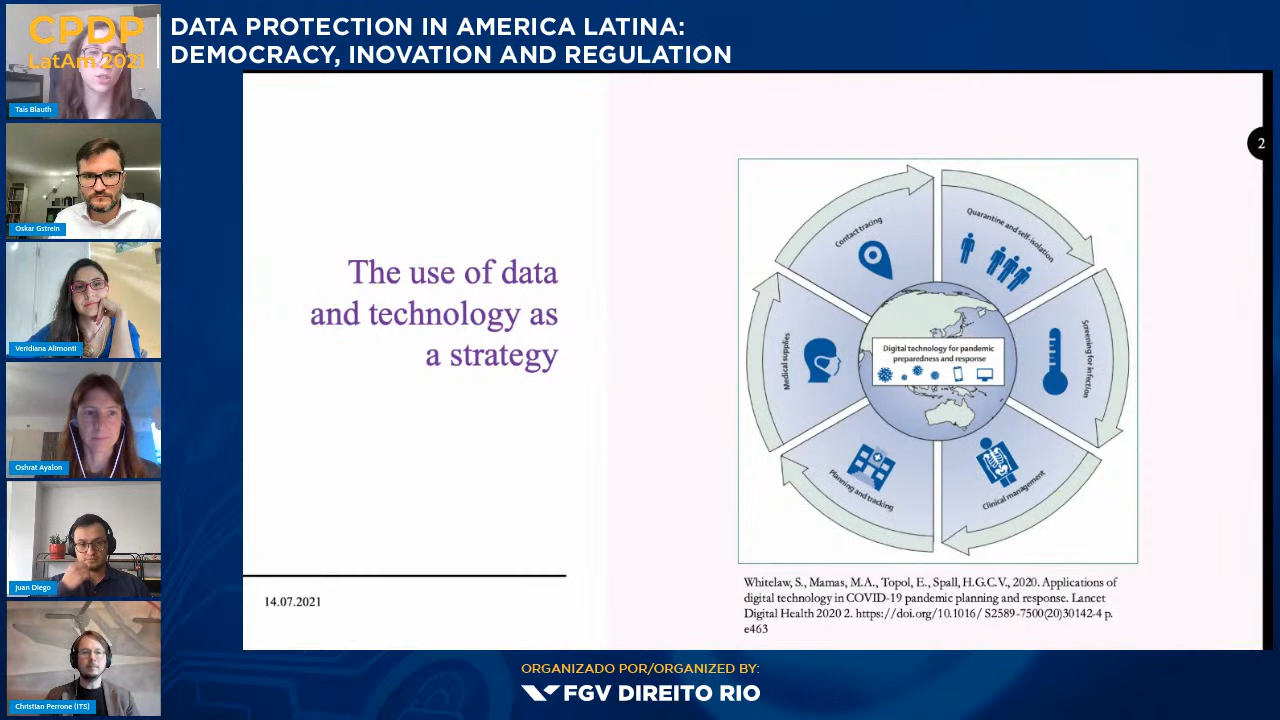 CPDP
LatAm 2021
DATA PROTECTION IN AMERICA LATINA:
DEMOCRACY, INOVATION AND REGULATION
Tais Blauth
Oskar Gstrein
Veridiana Alimonti
Oshrat Ayalon
Juan Diego
Christian Perrone (ITS)
The use of data
and technology as
a strategy
14.07.2021
2
Contact tracing
Quarantine and self-isolation
Screening for infection
Clinical management
Planning and tracking
Medical supplies
Digital technology for pandemic
preparedness and response
Whitelaw, S., Mamas, M.A., Topol, E., Spall, H.G.C.V., 2020. Applications of
digital technology in COVID-19 pandemic planning and response. Lancet
Digital Health 2020 2. https://doi.org/10.1016/ S2589-7500(20)30142-4 p.
e463
ORGANIZADO POR/ORGANIZED BY:
FGV DIREITO RIO